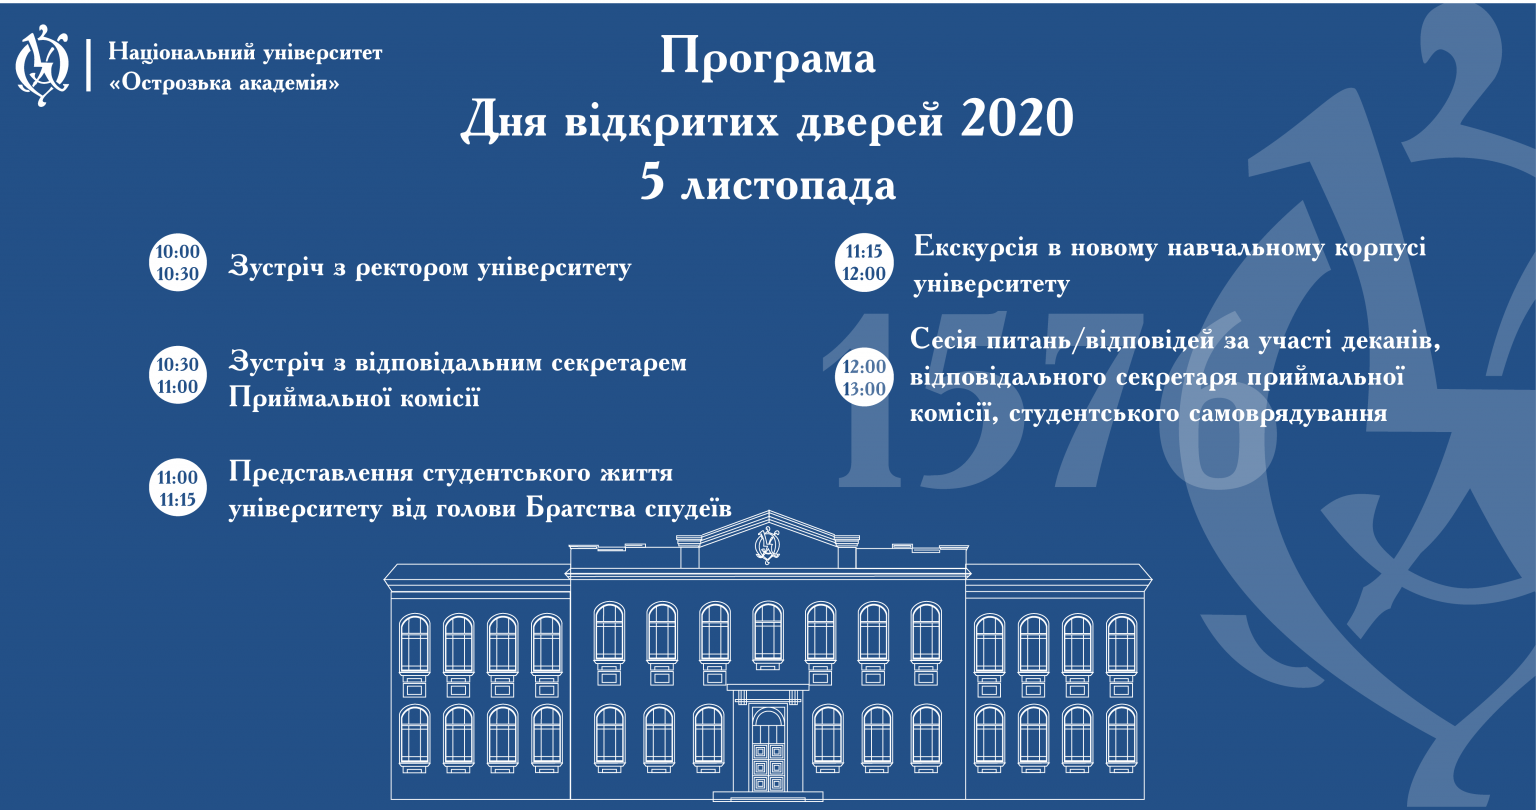 Національний університет
«Острозька академія»
Програма
Дня відкритих дверей 2020
5 листопада
10:00
10:30
Зустріч з ректором університету
10:30
11:00
Зустріч з відповідальним секретарем
Приймальної комісії
11:00
11:15
Представлення студентського життя
університету від голови Братства спудеїв
11:15
12:00
Екскурсія в новому навчальному корпусі
університету
12:00
13:00
Сесія питань/відповідей за участі деканів,
відповідального секретаря приймальної
комісії, студентського самоврядування
1576